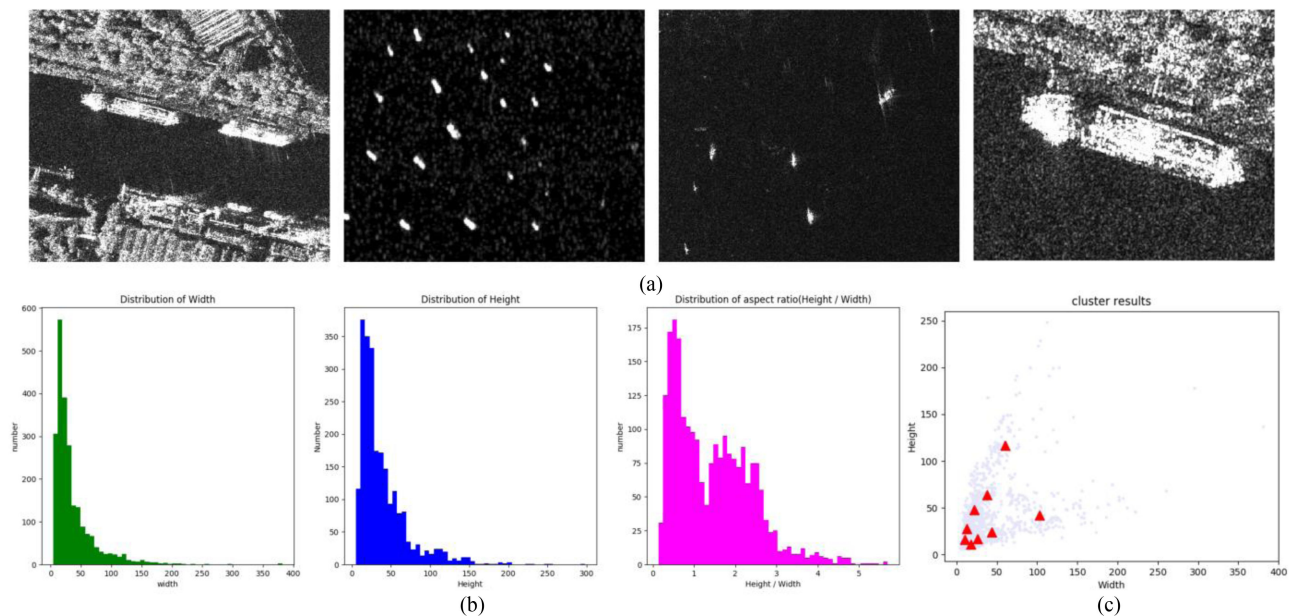 (a)
Distribution of Width
number
600
500
400
300
200
100
0
0 50 100 150 200 250 300 350 400
width
Distribution of Height
Number
350
300
250
200
150
100
50
0
0 50 100 150 200 250 300
Height
Distribution of aspect ratio(Height / Width)
number
175
150
125
100
75
50
25
0
0 1 2 3 4 5
Height / Width
cluster results
Height
250
200
150
100
50
0
0 50 100 150 200 250 300 350 400
Width
(b)
(c)